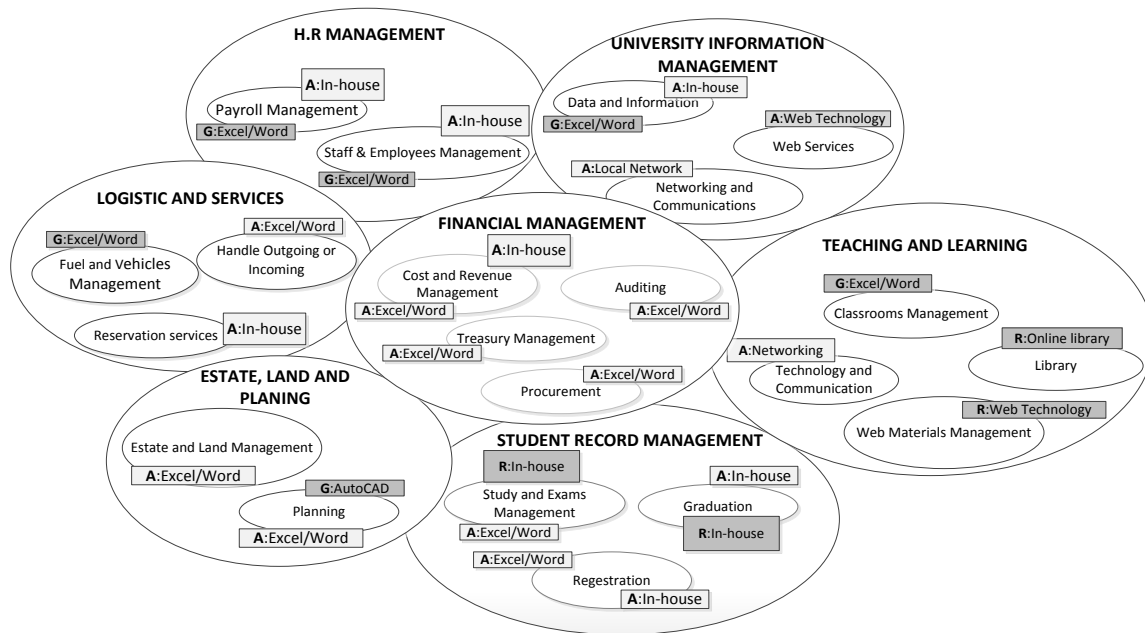 H.R MANAGEMENT
A:In-house
Payroll Management
G:Excel/Word
A:In-house
Staff & Employees Management
G:Excel/Word
UNIVERSITY INFORMATION
MANAGEMENT
A:In-house
Data and Information
G:Excel/Word
A:Web Technology
Web Services
A:Local Network
Networking and
Communications
LOGISTIC AND SERVICES
A:Excel/Word
G:Excel/Word
Handle Outgoing or
Incoming
Fuel and Vehicles
Management
Reservation services
A:In-house
FINANCIAL MANAGEMENT
A:In-house
Cost and Revenue
Management
A:Excel/Word
Auditing
A:Excel/Word
Treasury Management
A:Excel/Word
A:Excel/Word
Procurement
TEACHING AND LEARNING
G:Excel/Word
Classrooms Management
R:Online library
Library
A:Networking
Technology and
Communication
R:Web Technology
Web Materials Management
ESTATE, LAND AND
PLANING
Estate and Land Management
A:Excel/Word
G:AutoCAD
Planning
A:Excel/Word
STUDENT RECORD MANAGEMENT
R:In-house
Study and Exams
Management
A:Excel/Word
A:In-house
Graduation
R:In-house
A:Excel/Word
Regestration
A:In-house